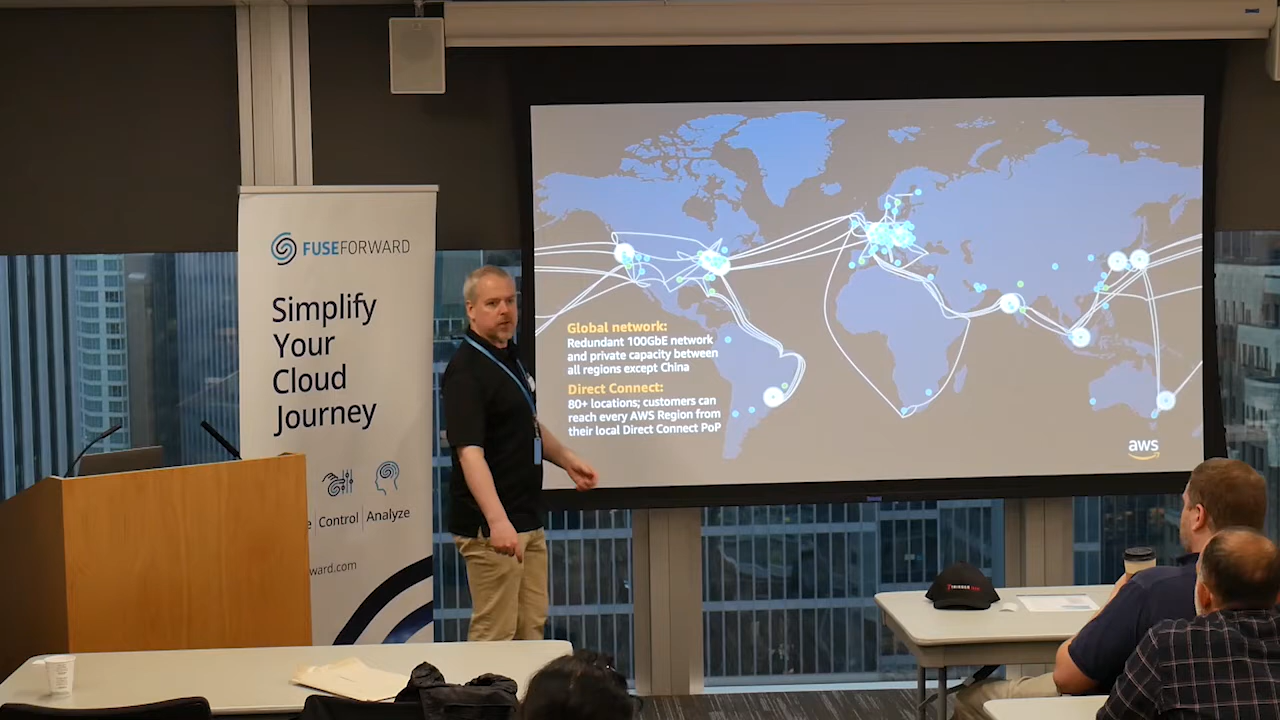 FUSEFORWARD
Simplify
Your
Cloud
Journey
Control
Analyze
ward.com
Global network:
Redundant 100GbE network
and private capacity between
all regions except China
Direct Connect:
80+ locations; customers can
reach every AWS Region from
their local Direct Connect PoP
aws